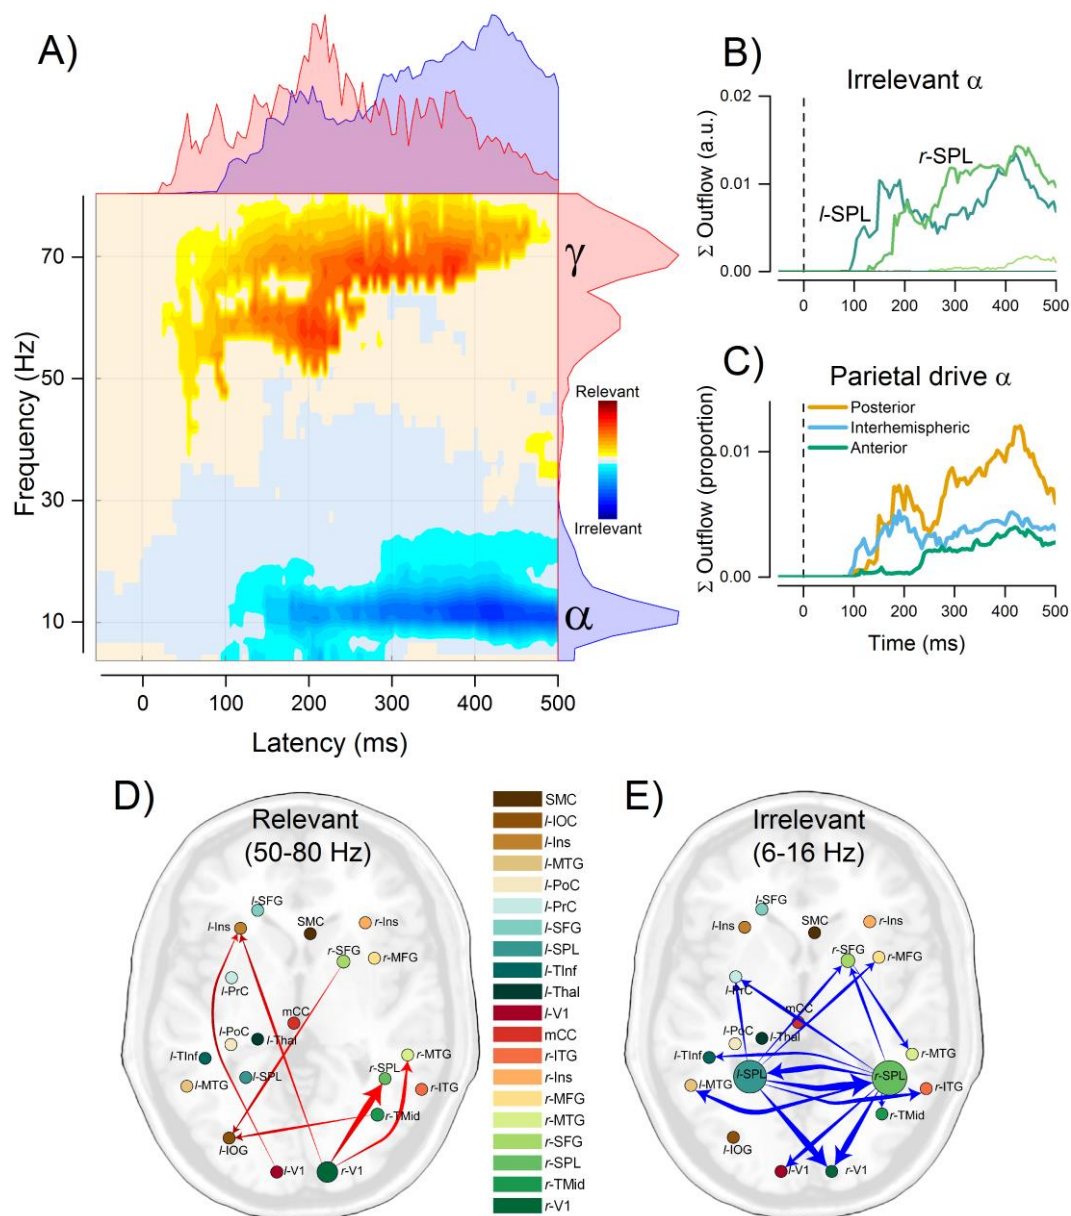 A)
70
50
30
10
Frequency (Hz)
γ
α
Relevant
Irrelevant
0
100
200
300
400
500
Latency (ms)
B)
Irrelevant α
0.02
0.01
0.00
Σ Outflow (a.u.)
r-SPL
l-SPL
0
100
200
300
400
500
C)
Parietal drive α
Posterior
Interhemispheric
Anterior
0.01
0.00
Σ Outflow (proportion)
0
100
200
300
400
500
Time (ms)
D)
Relevant
(50-80 Hz)
l-SFG
l-Ins
SMC
r-Ins
r-SFG
r-MFG
l-PrC
mCC
l-PoC
l-Thal
l-TInf
r-MTG
l-MTG
l-SPL
r-SPL
r-ITG
r-TMid
l-IOG
l-V1
r-V1
SMC
l-IOC
l-Ins
l-MTG
l-PoC
l-PrC
l-SFG
l-SPL
l-TInf
l-Thal
l-V1
mCC
r-ITG
r-Ins
r-MFG
r-MTG
r-SFG
r-SPL
r-TMid
r-V1
E)
Irrelevant
(6-16 Hz)
l-SFG
l-Ins
SMC
r-Ins
r-SFG
r-MFG
l-PrC
mCC
l-PoC
l-Thal
l-TInf
r-MTG
l-SPL
r-SPL
l-MTG
r-ITG
r-TMid
l-IOG
l-V1
r-V1